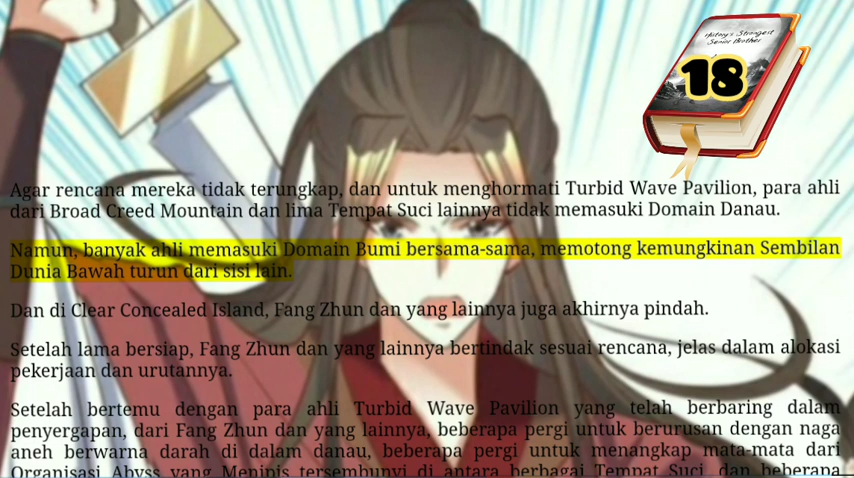 History's Strongest
Senior Brother
18
Agar rencana mereka tidak terungkap, dan untuk menghormati Turbid Wave Pavilion, para ahli
dari Broad Creed Mountain dan lima Tempat Suci lainnya tidak memasuki Domain Danau.
Namun, banyak ahli memasuki Domain Bumi bersama-sama, memotong kemungkinan Sembilan
Dunia Bawah turun dari sisi lain.
Dan di Clear Concealed Island, Fang Zhun dan yang lainnya juga akhirnya pindah.
Setelah lama bersiap, Fang Zhun dan yang lainnya bertindak sesuai rencana, jelas dalam alokasi
pekerjaan dan urutannya.
Setelah bertemu dengan para ahli Turbid Wave Pavilion yang telah berbaring dalam
penyergapan, dari Fang Zhun dan yang lainnya, beberapa pergi untuk berurusan dengan naga
aneh berwarna darah di dalam danau, beberapa pergi untuk menangkap mata-mata dari
Organisasi Abyss yang Menipis tersembunyi di antara berbagai Tempat Suci, dan beberapa